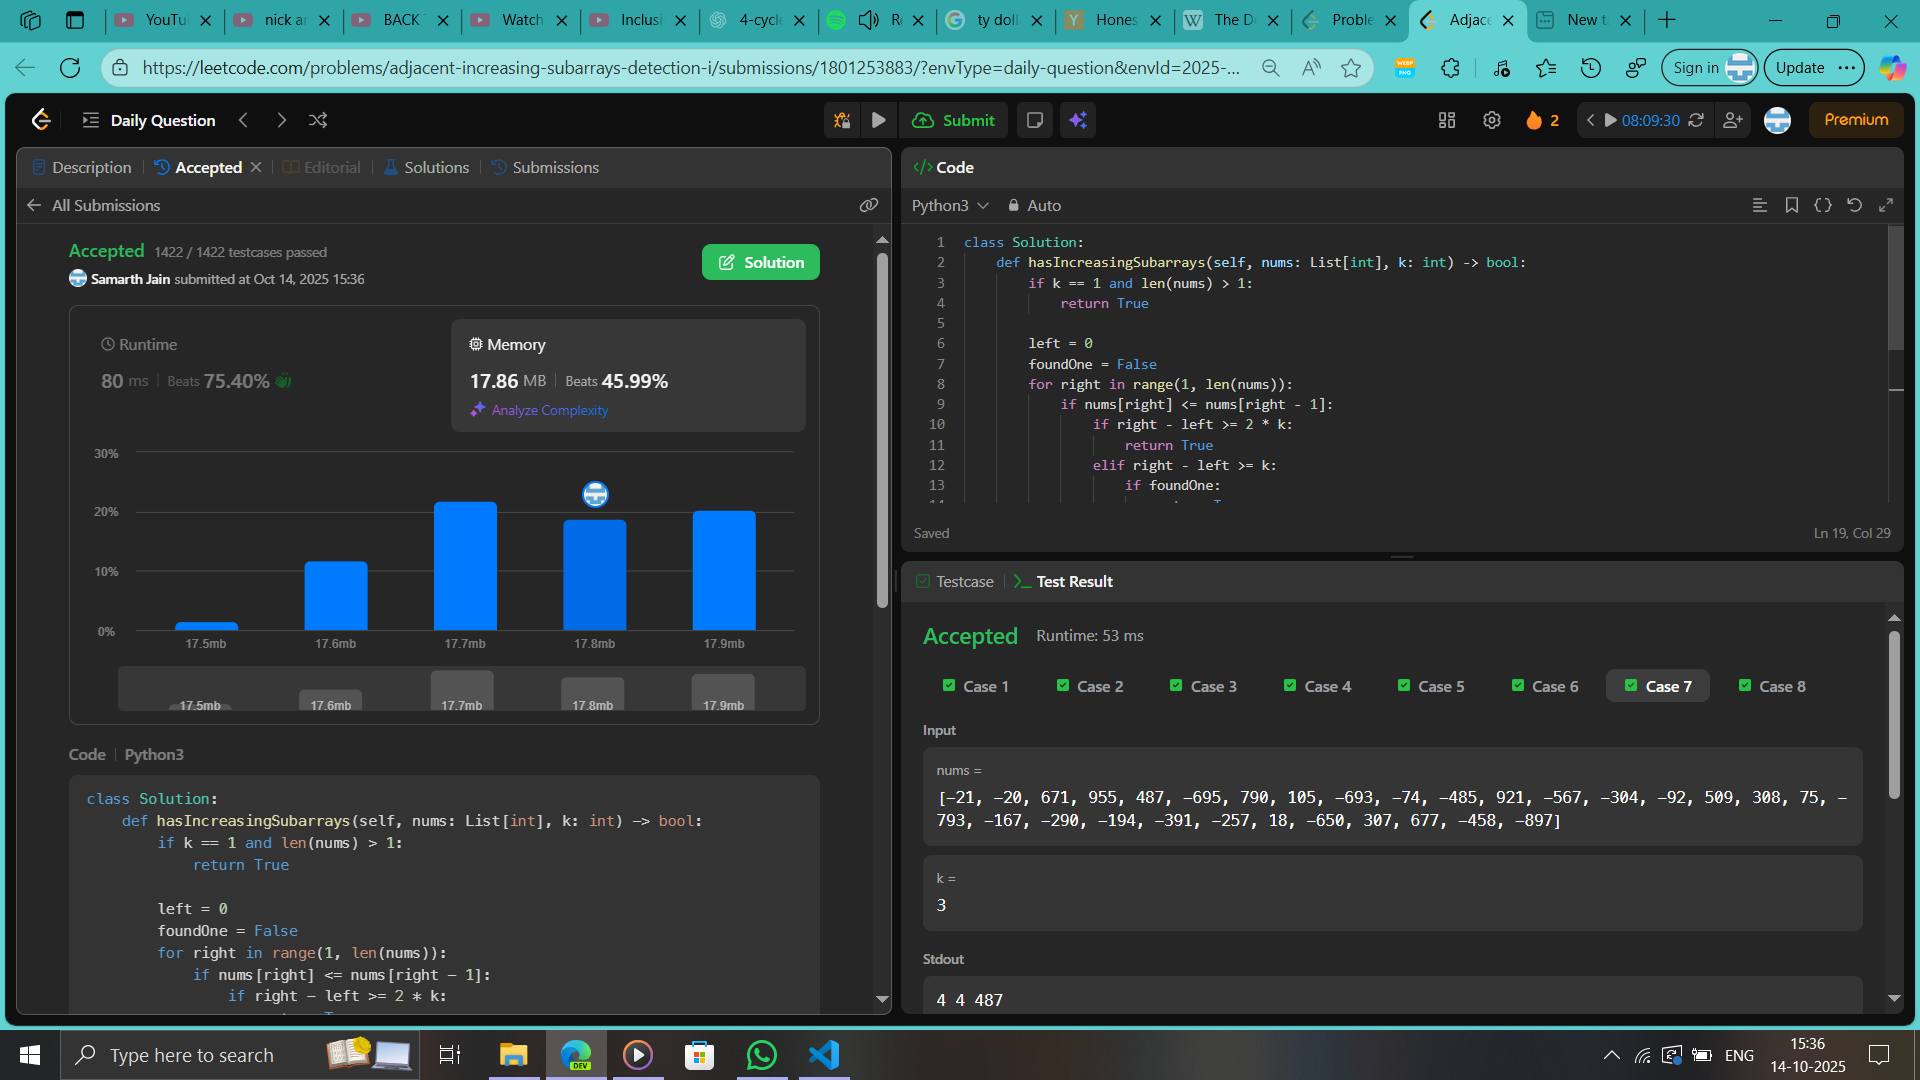 YouTu
nick ar
BACK T
Watch
Inclusi
4-cycle
Re
ty doll
Hones
The D
Proble
Adjace
New t
https://leetcode.com/problems/adjacent-increasing-subarrays-detection-i/submissions/1801253883/?envType=daily-question&envId=2025-...
Sign in
Update
Daily Question
Submit
2
08:09:30
Premium
Description
Accepted
Editorial
Solutions
Submissions
All Submissions
Accepted 1422 / 1422 testcases passed
Samarth Jain submitted at Oct 14, 2025 15:36
Solution
Runtime
80 ms Beats 75.40%
Memory
17.86 MB Beats 45.99%
Analyze Complexity
30%
20%
10%
0%
17.5mb 17.6mb 17.7mb 17.8mb 17.9mb
17.5mb 17.6mb 17.7mb 17.8mb 17.9mb
Code Python3
class Solution:
def hasIncreasingSubarrays(self, nums: List[int], k: int) -> bool:
if k == 1 and len(nums) > 1:
return True
left = 0
foundOne = False
for right in range(1, len(nums)):
if nums[right] <= nums[right - 1]:
if right - left >= 2 * k:
</> Code
Python3 Auto
1 class Solution:
2 def hasIncreasingSubarrays(self, nums: List[int], k: int) -> bool:
3 if k == 1 and len(nums) > 1:
4 return True
5
6 left = 0
7 foundOne = False
8 for right in range(1, len(nums)):
9 if nums[right] <= nums[right - 1]:
10 if right - left >= 2 * k:
11 return True
12 elif right - left >= k:
13 if foundOne:
Saved Ln 19, Col 29
Testcase
>_ Test Result
Accepted Runtime: 53 ms
Case 1 Case 2 Case 3 Case 4 Case 5 Case 6 Case 7 Case 8
Input
nums =
[-21, -20, 671, 955, 487, -695, 790, 105, -693, -74, -485, 921, -567, -304, -92, 509, 308, 75, -
793, -167, -290, -194, -391, -257, 18, -650, 307, 677, -458, -897]
k =
3
Stdout
4 4 487
Type here to search
DEV
ENG
15:36
14-10-2025